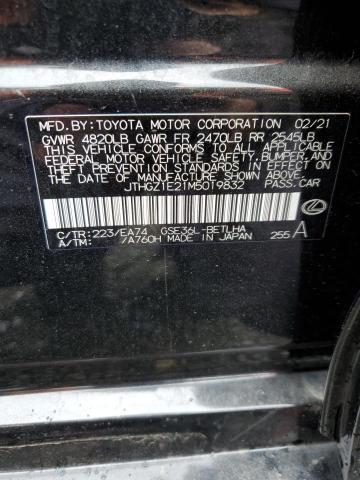 MFD.BY: TOYOTA MOTOR CORPORATION 02/21
GVWR 4820LB GAWR FR 2470LB RR 2545LB
THIS VEHICLE CONFORMS TO ALL APPLICABLE
FEDERAL MOTOR VEHICLE SAFETY, BUMPER, AND
THEFT PREVENTION STANDARDS IN EFFECT ON
THE DATE OF MANUFACTURE SHOWN ABOVE.
JTHGZ1E21M5019832 PASS.CAR
C/TR: 223/EA74 GSE36L-BETLHA
A/TM: 7A760H MADE IN JAPAN 255 A